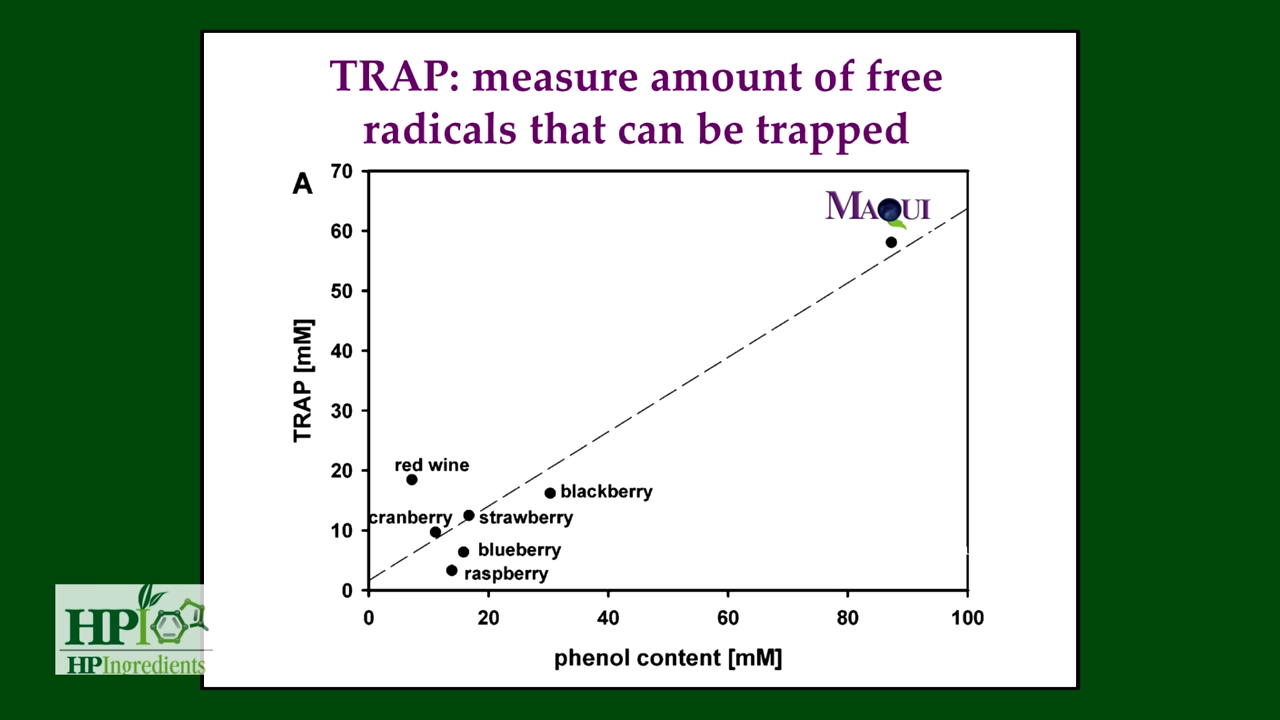 TRAP: measure amount of free
radicals that can be trapped
A
70
60
50
40
30
20
10
0
TRAP [mM]
MAQUI
red wine
blackberry
cranberry
strawberry
blueberry
raspberry
0 20 40 60 80 100
phenol content [mM]
HPI
HPIngredients